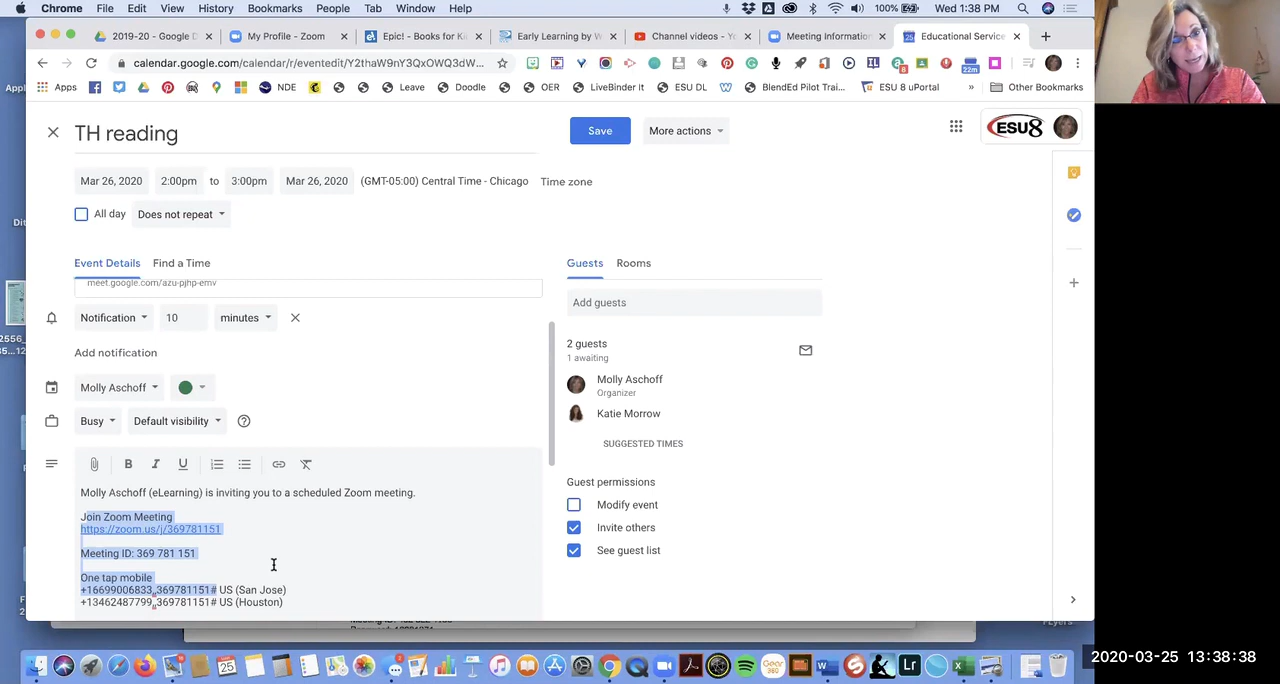 Chrome File Edit View History Bookmarks People Tab Window Help 100% Wed 1:38 PM
2019-20 - Google D My Profile - Zoom Epic! - Books for Ki Early Learning by W Channel videos - Yo Meeting Information Educational Service
calendar.google.com/calendar/r/eventedit/Y2thaW9nY3QxOWQ3dW... 22m
Apps NDE Leave Doodle OER LiveBinder It ESU DL BlendEd Pilot Trai... ESU 8 uPortal » Other Bookmarks
TH reading Save More actions ESU8
Mar 26, 2020 2:00pm to 3:00pm Mar 26, 2020 (GMT-05:00) Central Time - Chicago Time zone
All day Does not repeat
Event Details Find a Time Guests Rooms
meet.google.com/azu-pjhp-emv
Add guests
Notification 10 minutes
2 guests
1 awaiting
Add notification
Molly Aschoff
Organizer
Molly Aschoff
Katie Morrow
Busy Default visibility
SUGGESTED TIMES
Guest permissions
Molly Aschoff (eLearning) is inviting you to a scheduled Zoom meeting.
Modify event
Join Zoom Meeting
https://zoom.us/j/369781151
Invite others
Meeting ID: 369 781 151
See guest list
One tap mobile
+16699006833,,369781151# US (San Jose)
+13462487799,,369781151# US (Houston)
2020-03-25 13:38:38